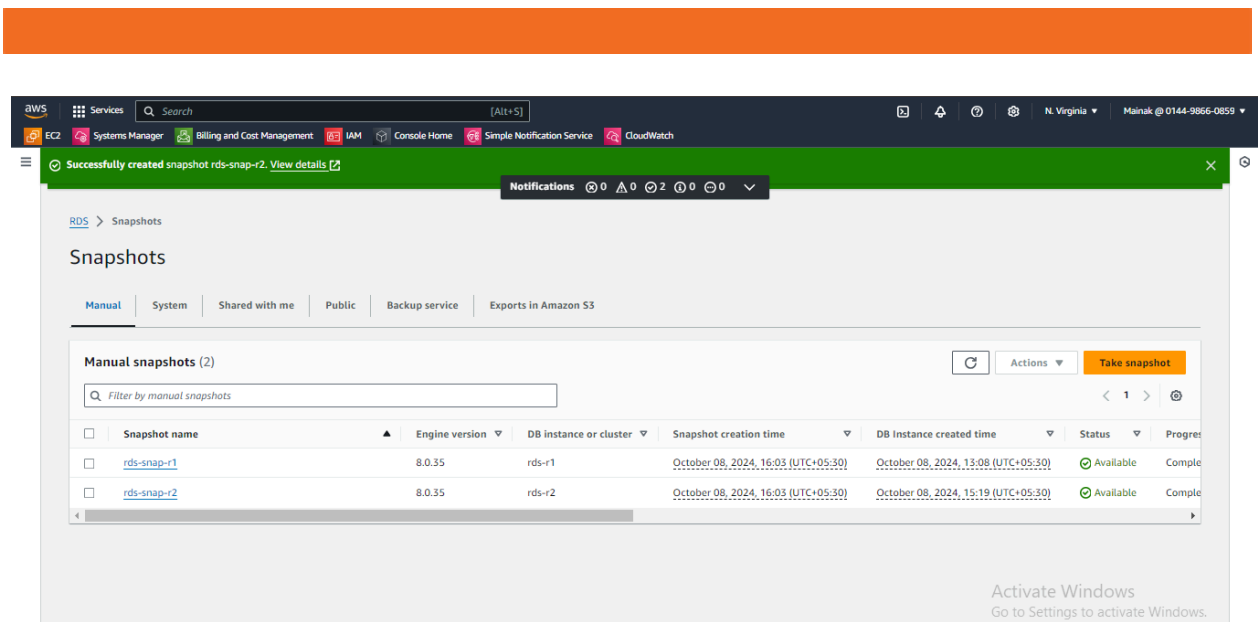 aws Services Search [Alt+S] N. Virginia Mainak @ 0144-9866-0859
EC2 Systems Manager Billing and Cost Management IAM Console Home Simple Notification Service CloudWatch
Successfully created snapshot rds-snap-r2. View details
Notifications 0 0 2 0 0
RDS > Snapshots
Snapshots
Manual System Shared with me Public Backup service Exports in Amazon S3
Manual snapshots (2) Actions Take snapshot
Filter by manual snapshots 1
Snapshot name Engine version DB instance or cluster Snapshot creation time DB Instance created time Status Progres
rds-snap-r1 8.0.35 rds-r1 October 08, 2024, 16:03 (UTC+05:30) October 08, 2024, 13:08 (UTC+05:30) Available Comple
rds-snap-r2 8.0.35 rds-r2 October 08, 2024, 16:03 (UTC+05:30) October 08, 2024, 15:19 (UTC+05:30) Available Comple
Activate Windows
Go to Settings to activate Windows.